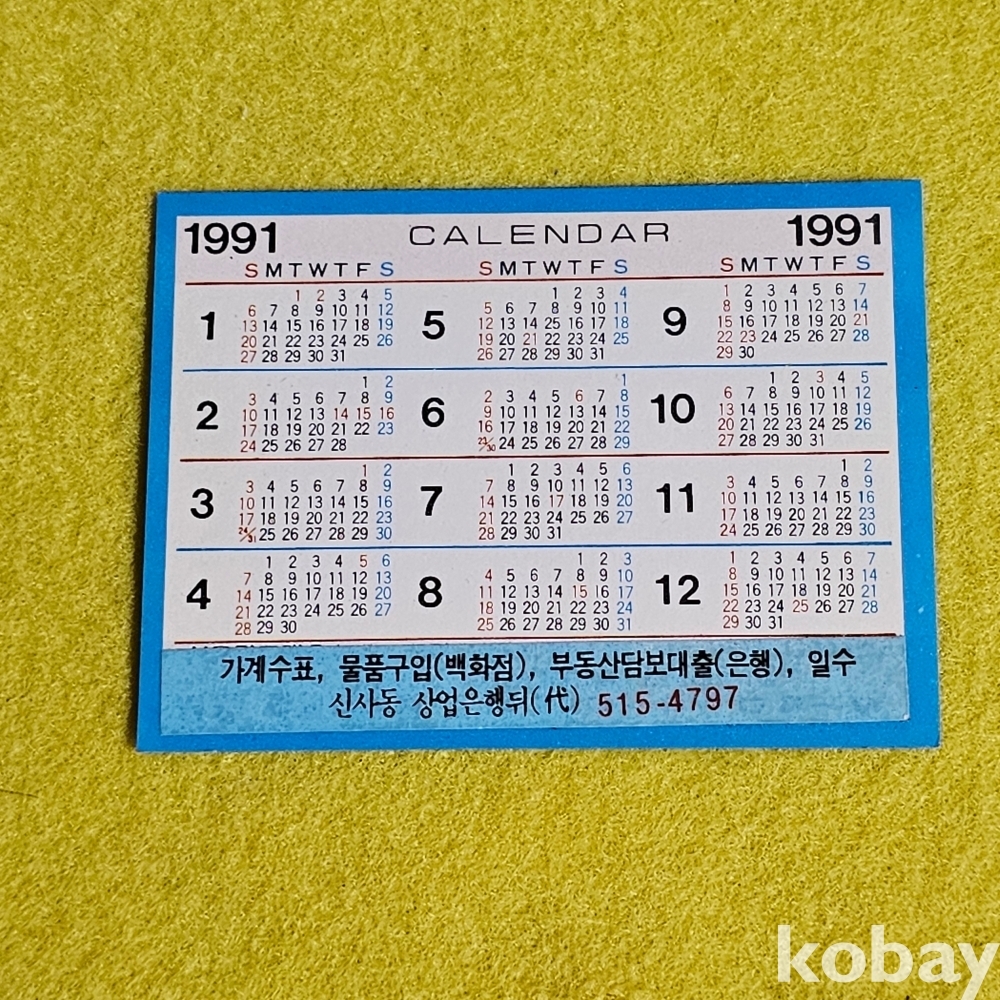 1991 CALENDAR 1991
S M T W T F S S M T W T F S S M T W T F S
1
1 2 3 4 5
6 7 8 9 10 11 12
13 14 15 16 17 18 19
20 21 22 23 24 25 26
27 28 29 30 31
5
1 2 3 4
5 6 7 8 9 10 11
12 13 14 15 16 17 18
19 20 21 22 23 24 25
26 27 28 29 30 31
9
1 2 3 4 5 6 7
8 9 10 11 12 13 14
15 16 17 18 19 20 21
22 23 24 25 26 27 28
29 30
2
1 2
3 4 5 6 7 8 9
10 11 12 13 14 15 16
17 18 19 20 21 22 23
24 25 26 27 28
6
1
2 3 4 5 6 7 8
9 10 11 12 13 14 15
16 17 18 19 20 21 22
23/30 24 25 26 27 28 29
10
1 2 3 4 5
6 7 8 9 10 11 12
13 14 15 16 17 18 19
20 21 22 23 24 25 26
27 28 29 30 31
3
1 2
3 4 5 6 7 8 9
10 11 12 13 14 15 16
17 18 19 20 21 22 23
24/31 25 26 27 28 29 30
7
1 2 3 4 5 6
7 8 9 10 11 12 13
14 15 16 17 18 19 20
21 22 23 24 25 26 27
28 29 30 31
11
1 2
3 4 5 6 7 8 9
10 11 12 13 14 15 16
17 18 19 20 21 22 23
24 25 26 27 28 29 30
4
1 2 3 4 5 6
7 8 9 10 11 12 13
14 15 16 17 18 19 20
21 22 23 24 25 26 27
28 29 30
8
1 2 3
4 5 6 7 8 9 10
11 12 13 14 15 16 17
18 19 20 21 22 23 24
25 26 27 28 29 30 31
12
1 2 3 4 5 6 7
8 9 10 11 12 13 14
15 16 17 18 19 20 21
22 23 24 25 26 27 28
29 30 31
가계수표, 물품구입(백화점), 부동산담보대출(은행), 일수
신사동 상업은행뒤(代) 515-4797
kobay